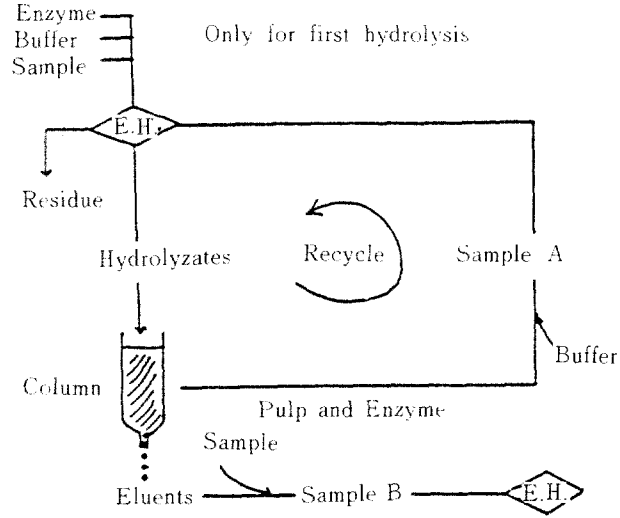 Enzyme
Buffer
Sample
Only for first hydrolysis
E.H.
Residue
Hydrolyzates
Recycle
Sample A
Buffer
Column
Pulp and Enzyme
Sample
Eluents
Sample B
E.H.